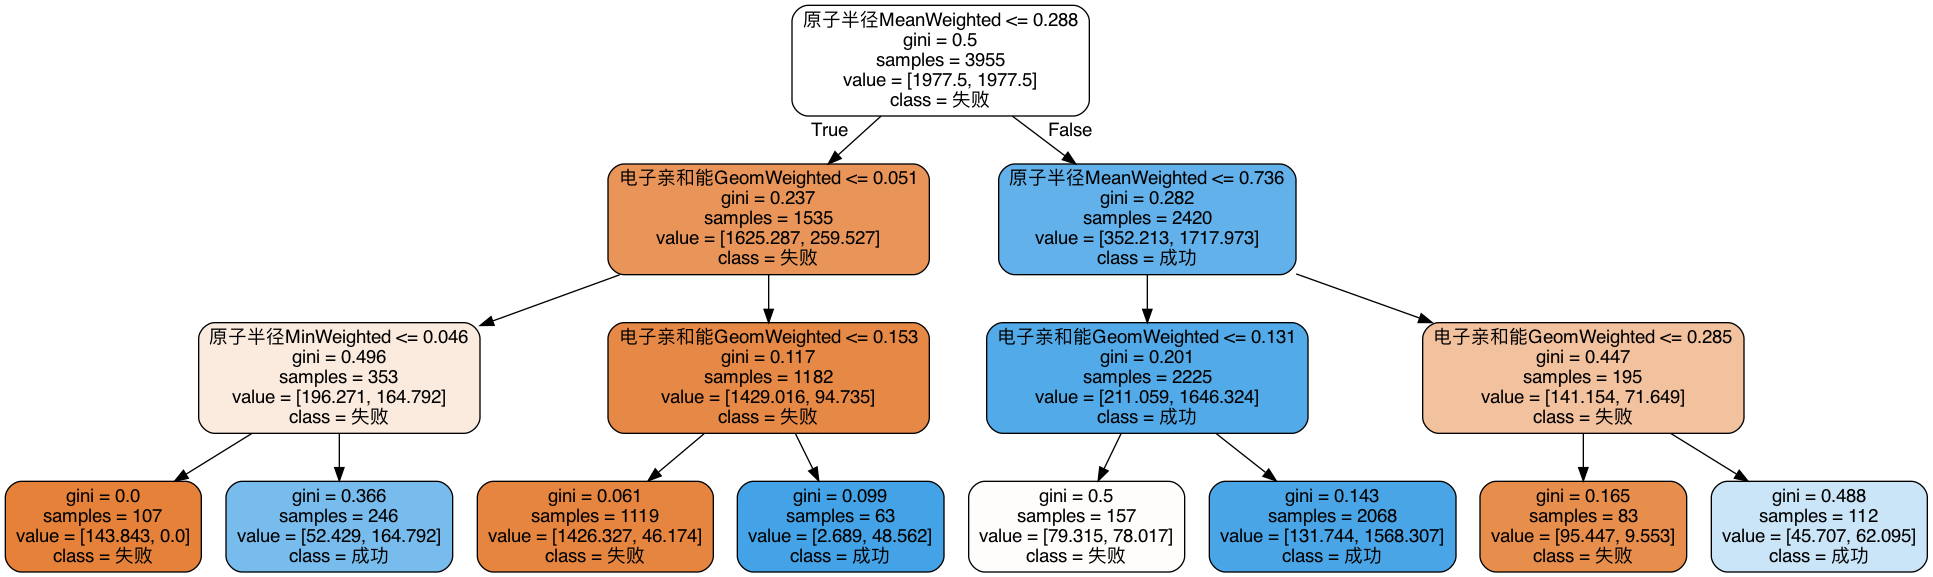 原子半径MeanWeighted <= 0.288
gini = 0.5
samples = 3955
value = [1977.5, 1977.5]
class = 失败
True
False
电子亲和能GeomWeighted <= 0.051
gini = 0.237
samples = 1535
value = [1625.287, 259.527]
class = 失败
原子半径MeanWeighted <= 0.736
gini = 0.282
samples = 2420
value = [352.213, 1717.973]
class = 成功
原子半径MinWeighted <= 0.046
gini = 0.496
samples = 353
value = [196.271, 164.792]
class = 失败
电子亲和能GeomWeighted <= 0.153
gini = 0.117
samples = 1182
value = [1429.016, 94.735]
class = 失败
电子亲和能GeomWeighted <= 0.131
gini = 0.201
samples = 2225
value = [211.059, 1646.324]
class = 成功
电子亲和能GeomWeighted <= 0.285
gini = 0.447
samples = 195
value = [141.154, 71.649]
class = 失败
gini = 0.0
samples = 107
value = [143.843, 0.0]
class = 失败
gini = 0.366
samples = 246
value = [52.429, 164.792]
class = 成功
gini = 0.061
samples = 1119
value = [1426.327, 46.174]
class = 失败
gini = 0.099
samples = 63
value = [2.689, 48.562]
class = 成功
gini = 0.5
samples = 157
value = [79.315, 78.017]
class = 失败
gini = 0.143
samples = 2068
value = [131.744, 1568.307]
class = 成功
gini = 0.165
samples = 83
value = [95.447, 9.553]
class = 失败
gini = 0.488
samples = 112
value = [45.707, 62.095]
class = 成功